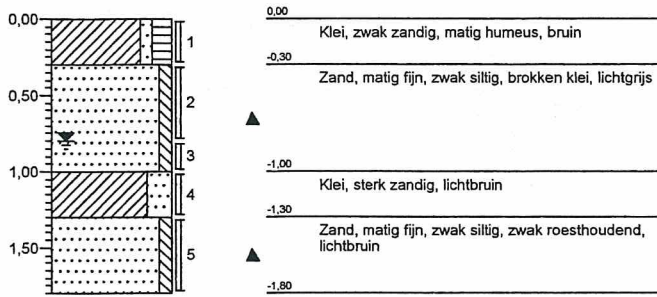 0,00
0,50
1,00
1,50
1
2
3
4
5
0,00
Klei, zwak zandig, matig humeus, bruin
-0,30
Zand, matig fijn, zwak siltig, brokken klei, lichtgrijs
-1,00
Klei, sterk zandig, lichtbruin
-1,30
Zand, matig fijn, zwak siltig, zwak roesthoudend,
lichtbruin
-1,80